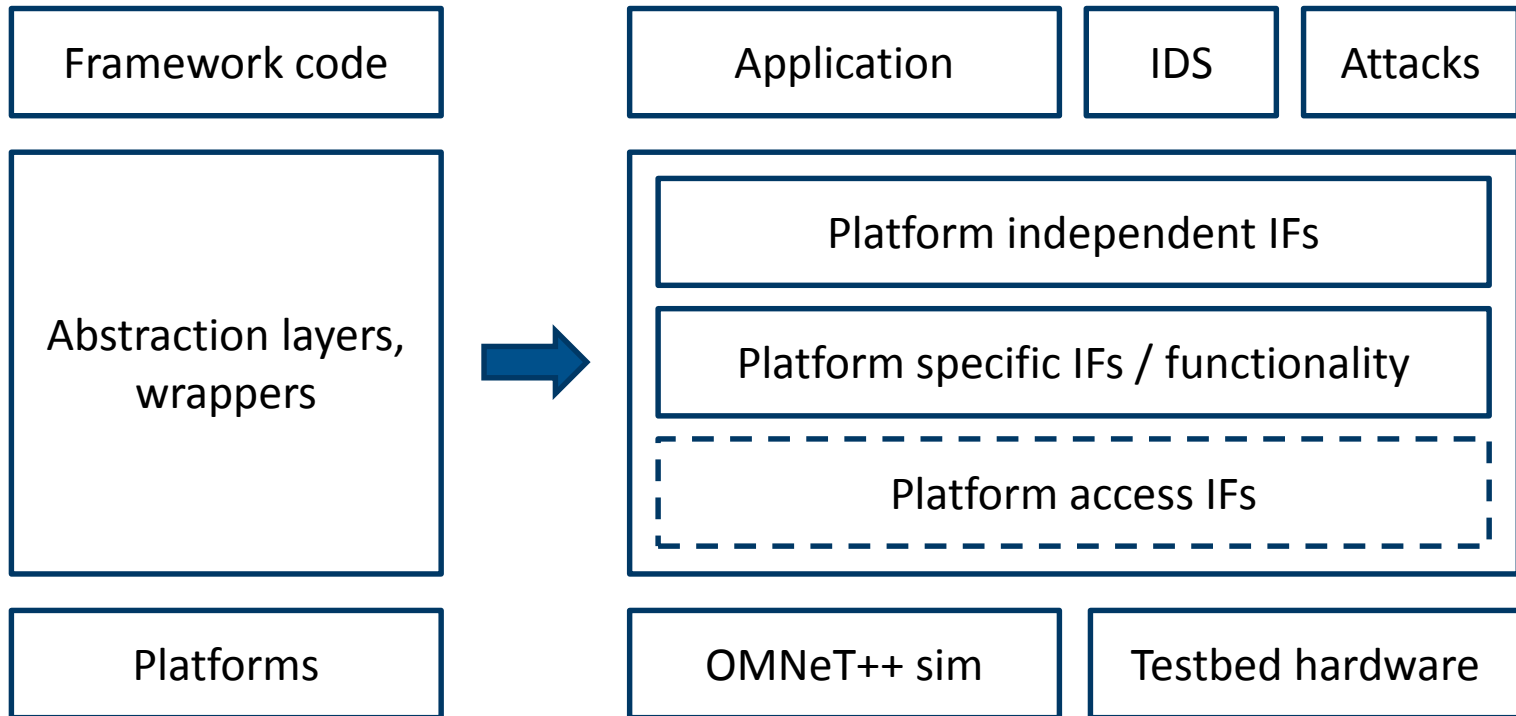 Framework code
Application
IDS
Attacks
Abstraction layers,
wrappers
Platform independent IFs
Platform specific IFs / functionality
Platform access IFs
Platforms
OMNeT++ sim
Testbed hardware